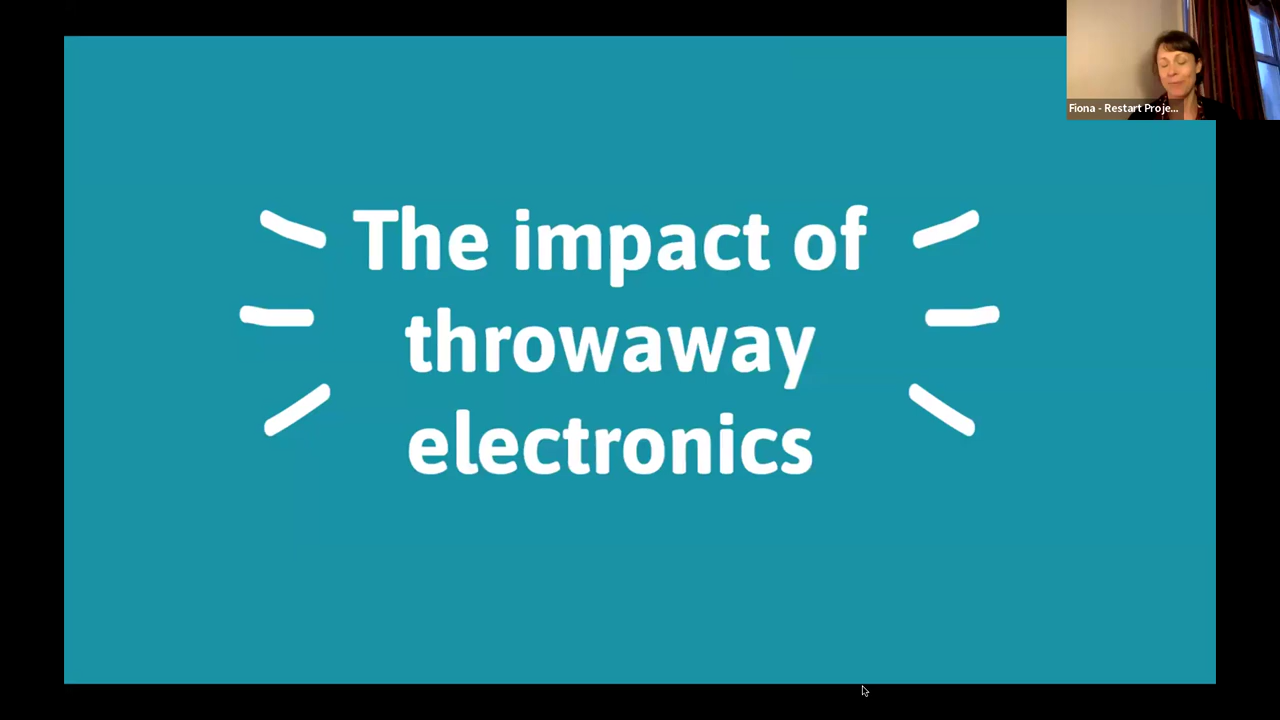 Fiona - Restart Proje...
The impact of
throwaway
electronics